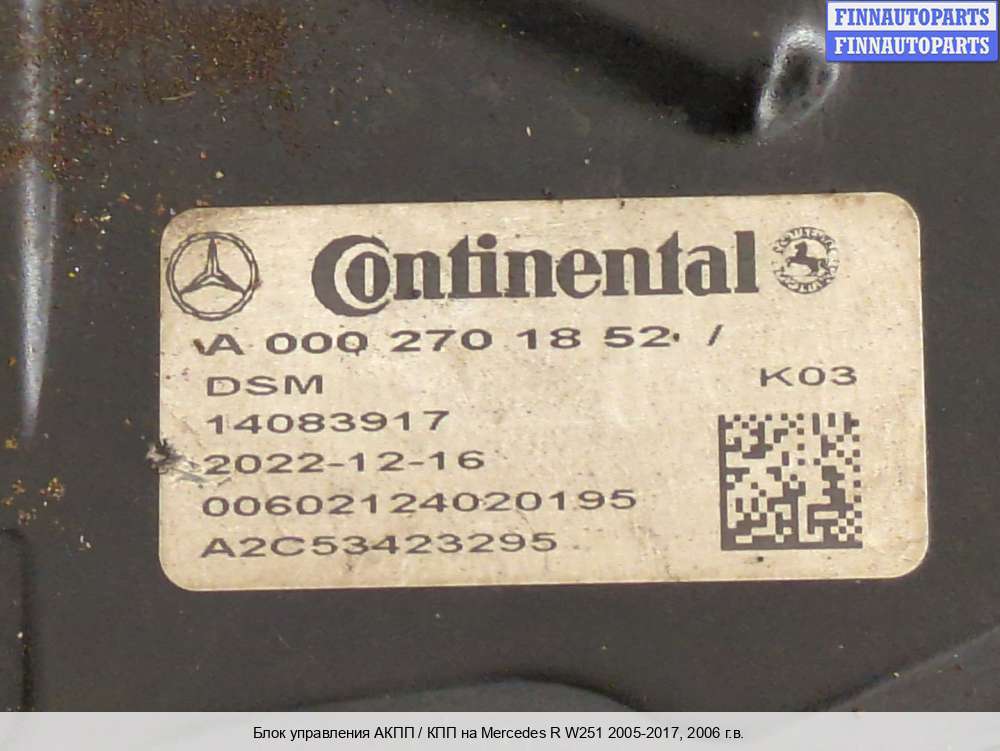 FINNAUTOPARTS
FINNAUTOPARTS
Continental
A 000 270 18 52 /
DSM K03
14083917
2022-12-16
00602124020195
A2C53423295
Блок управления АКПП / КПП на Mercedes R W251 2005-2017, 2006 г.в.